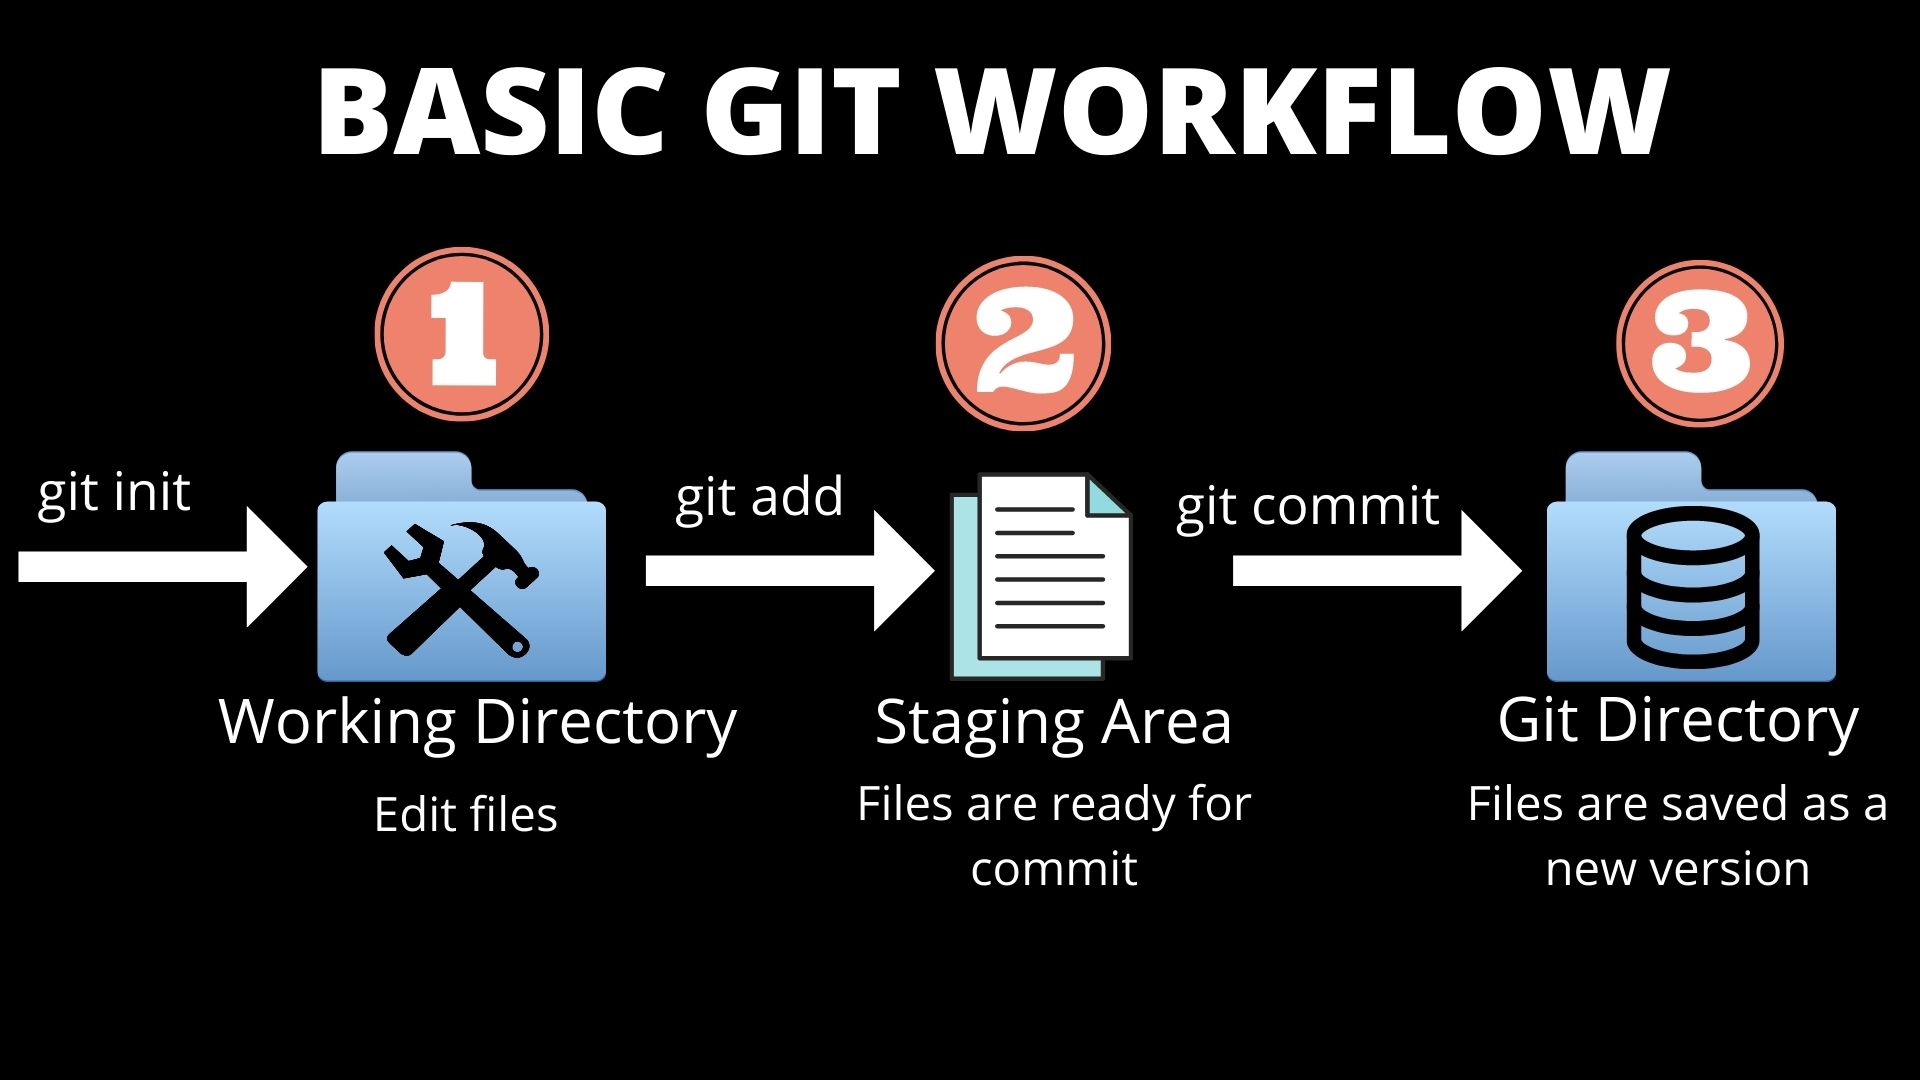 BASIC GIT WORKFLOW
1
2
3
git init
git add
git commit
Working Directory
Staging Area
Git Directory
Edit files
Files are ready for
commit
Files are saved as a
new version